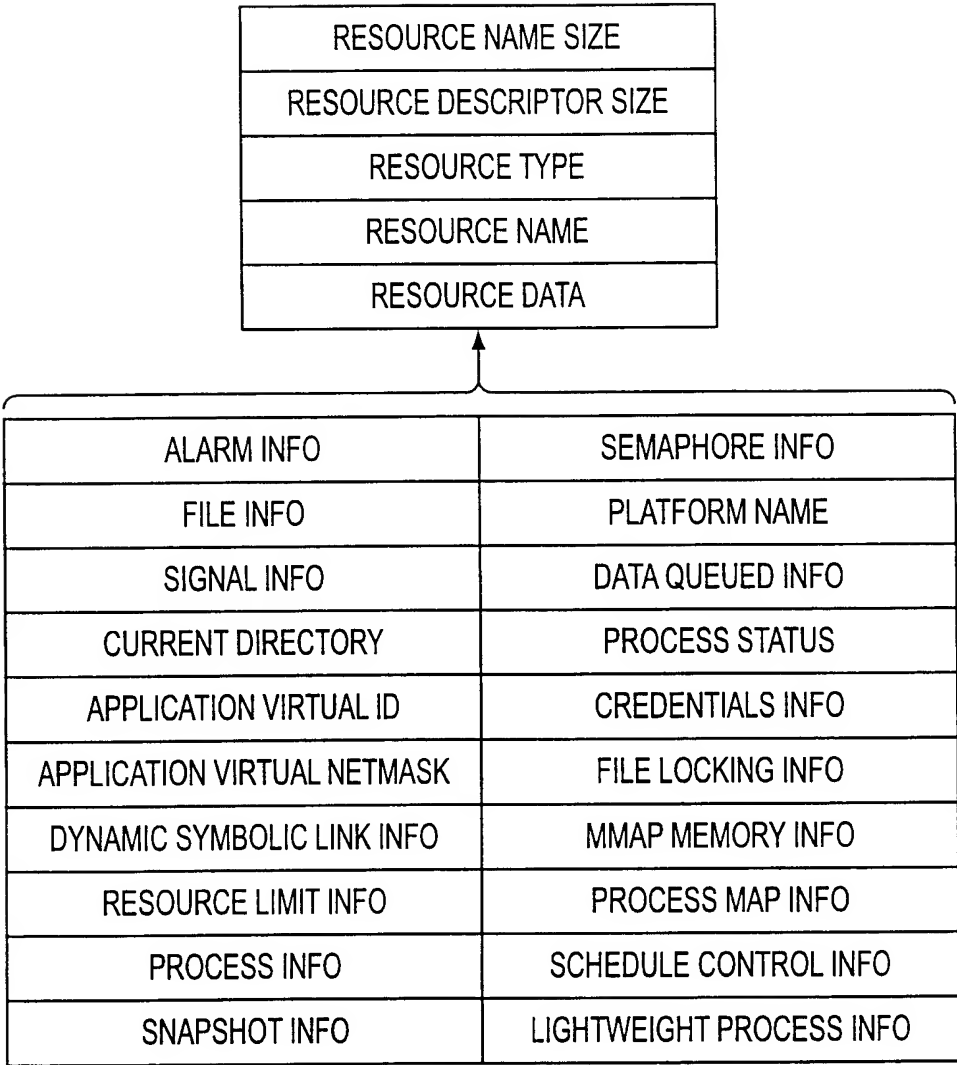 RESOURCE NAME SIZE
RESOURCE DESCRIPTOR SIZE
RESOURCE TYPE
RESOURCE NAME
RESOURCE DATA
ALARM INFO
SEMAPHORE INFO
FILE INFO
PLATFORM NAME
SIGNAL INFO
DATA QUEUED INFO
CURRENT DIRECTORY
PROCESS STATUS
APPLICATION VIRTUAL ID
CREDENTIALS INFO
APPLICATION VIRTUAL NETMASK
FILE LOCKING INFO
DYNAMIC SYMBOLIC LINK INFO
MMAP MEMORY INFO
RESOURCE LIMIT INFO
PROCESS MAP INFO
PROCESS INFO
SCHEDULE CONTROL INFO
SNAPSHOT INFO
LIGHTWEIGHT PROCESS INFO